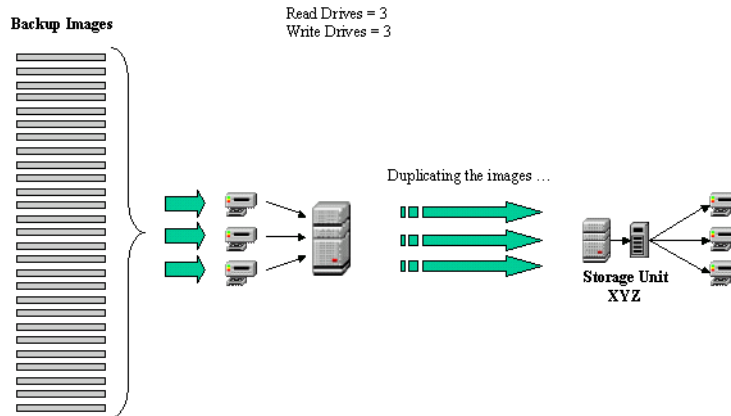 Read Drives = 3
Write Drives = 3
Backup Images
Duplicating the images ...
Storage Unit
XYZ